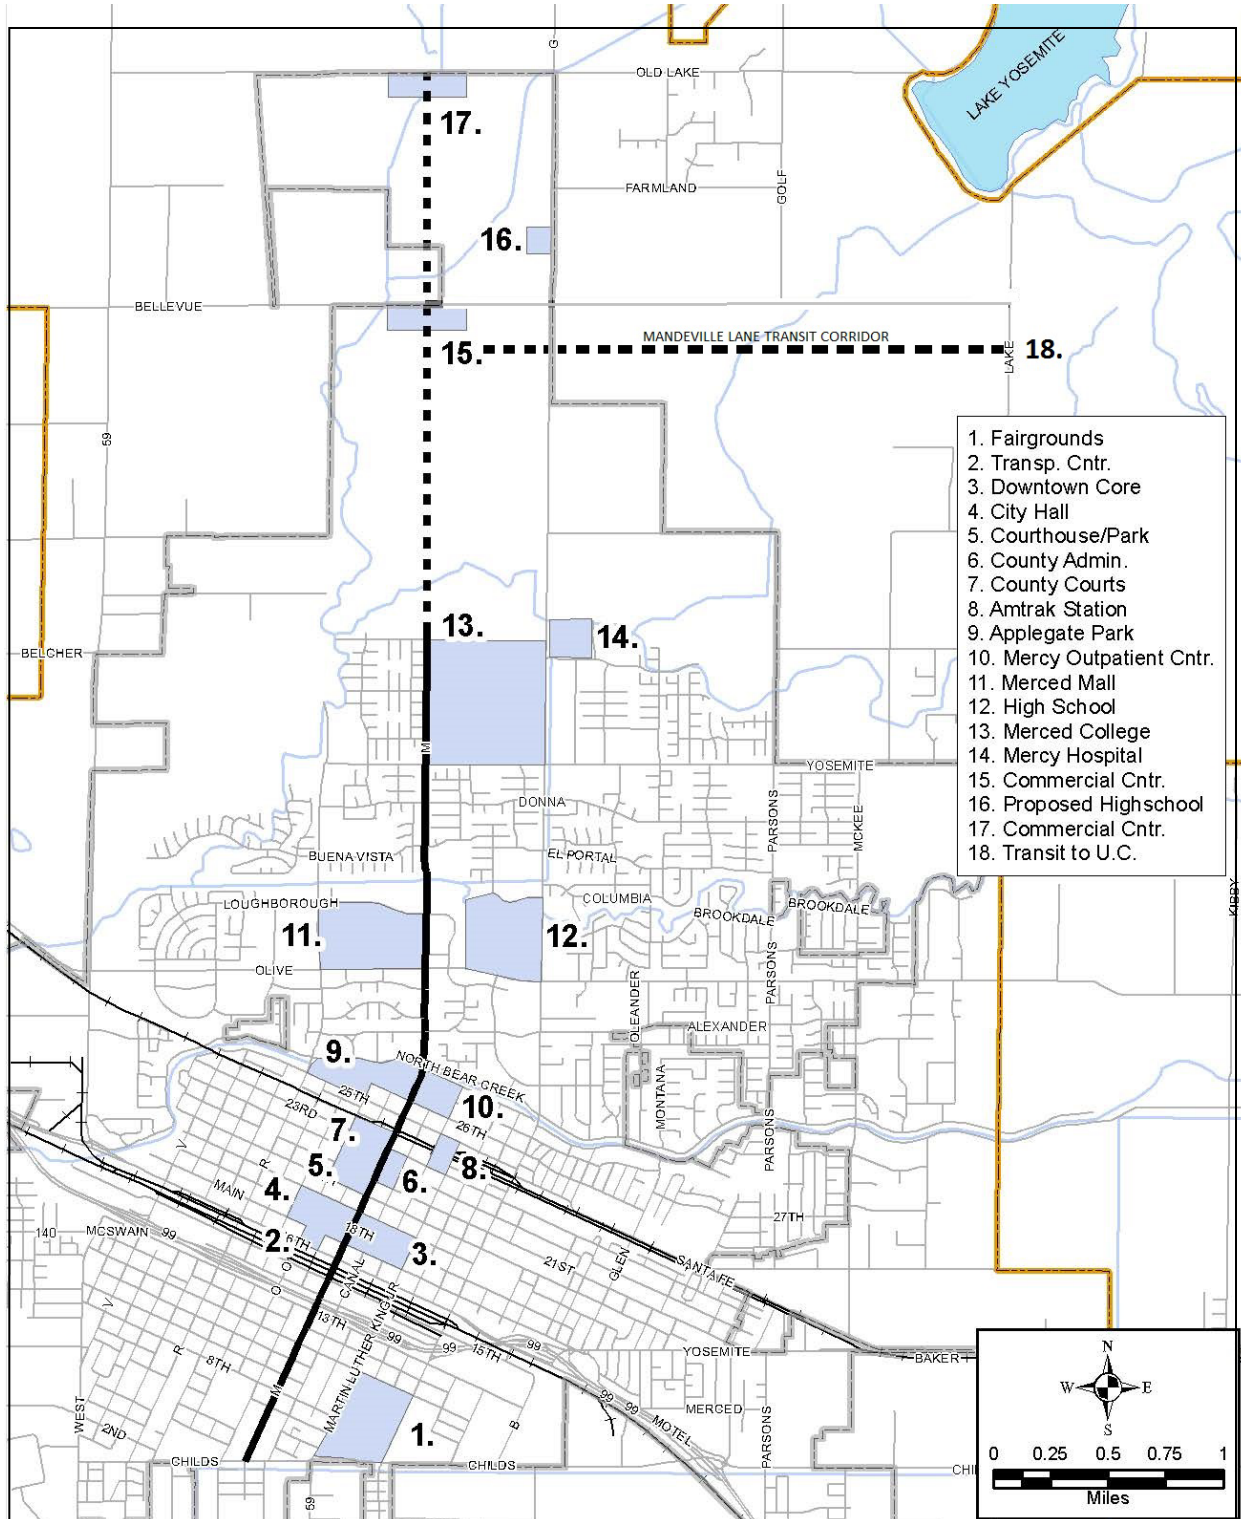 G
OLD LAKE
LAKE YOSEMITE
17.
FARMLAND
GOLF
16.
BELLEVUE
MANDEVILLE LANE TRANSIT CORRIDOR
15.
LAKE
18.
59
1. Fairgrounds
2. Transp. Cntr.
3. Downtown Core
4. City Hall
5. Courthouse/Park
6. County Admin.
7. County Courts
8. Amtrak Station
9. Applegate Park
10. Mercy Outpatient Cntr.
11. Merced Mall
12. High School
13. Merced College
14. Mercy Hospital
15. Commercial Cntr.
16. Proposed Highschool
17. Commercial Cntr.
18. Transit to U.C.
13.
14.
BELCHER
M
YOSEMITE
DONNA
PARSONS
MCKEE
BUENA VISTA
EL PORTAL
LOUGHBOROUGH
COLUMBIA
BROOKDALE
BROOKDALE
KIBBY
11.
12.
OLIVE
PARSONS
OLEANDER
ALEXANDER
9.
NORTH BEAR CREEK
25TH
23RD
10.
26TH
MONTANA
PARSONS
7.
V
R
5.
6.
8.
MAIN
4.
27TH
140
MCSWAIN
99
2.
6TH
18TH
3.
21ST
GLEN
SANTA FE
O
O
CANAL
V
13TH
MARTIN LUTHER KING JR
99
99
15TH
99
R
8TH
YOSEMITE
BAKER
M
99
99
MERCED
MOTEL
WEST
2ND
1.
B
PARSONS
CHILDS
CHILDS
CHI
59
N
W
E
S
0 0.25 0.5 0.75 1
Miles